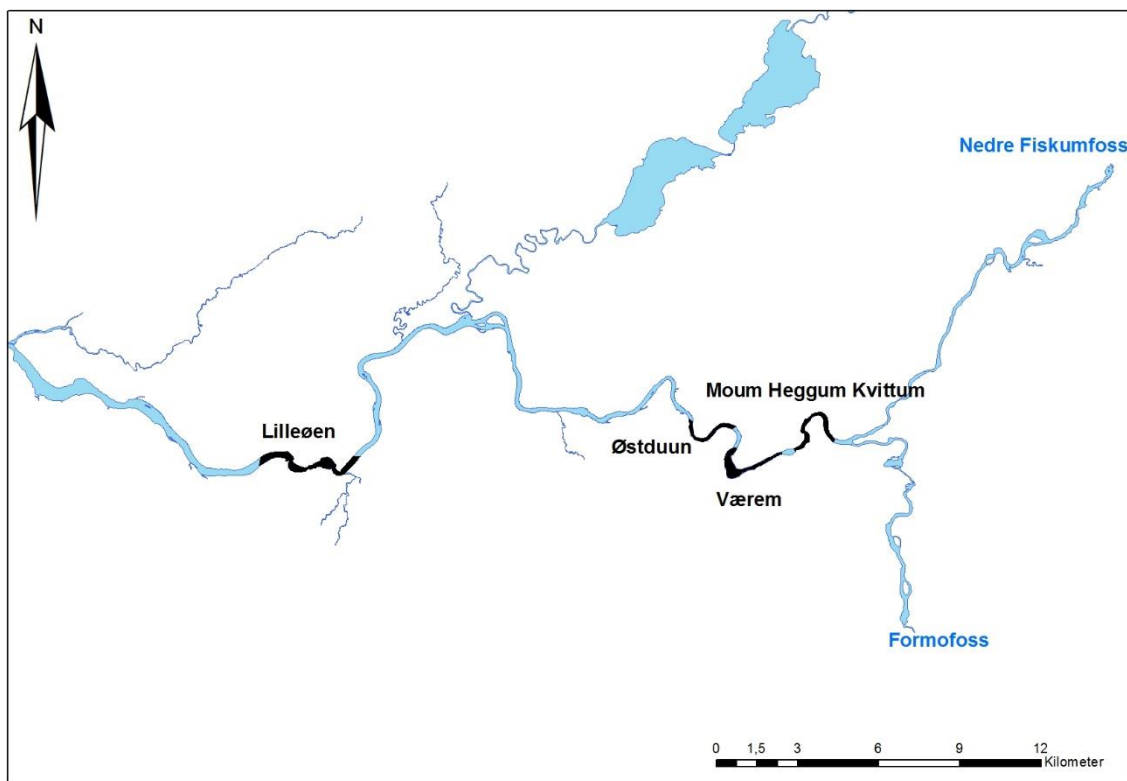 N
Nedre Fiskumfoss
Moum Heggum Kvittum
Lilleøen
Østduun
Værem
Formofoss
0 1,5 3 6 9 12
Kilometer